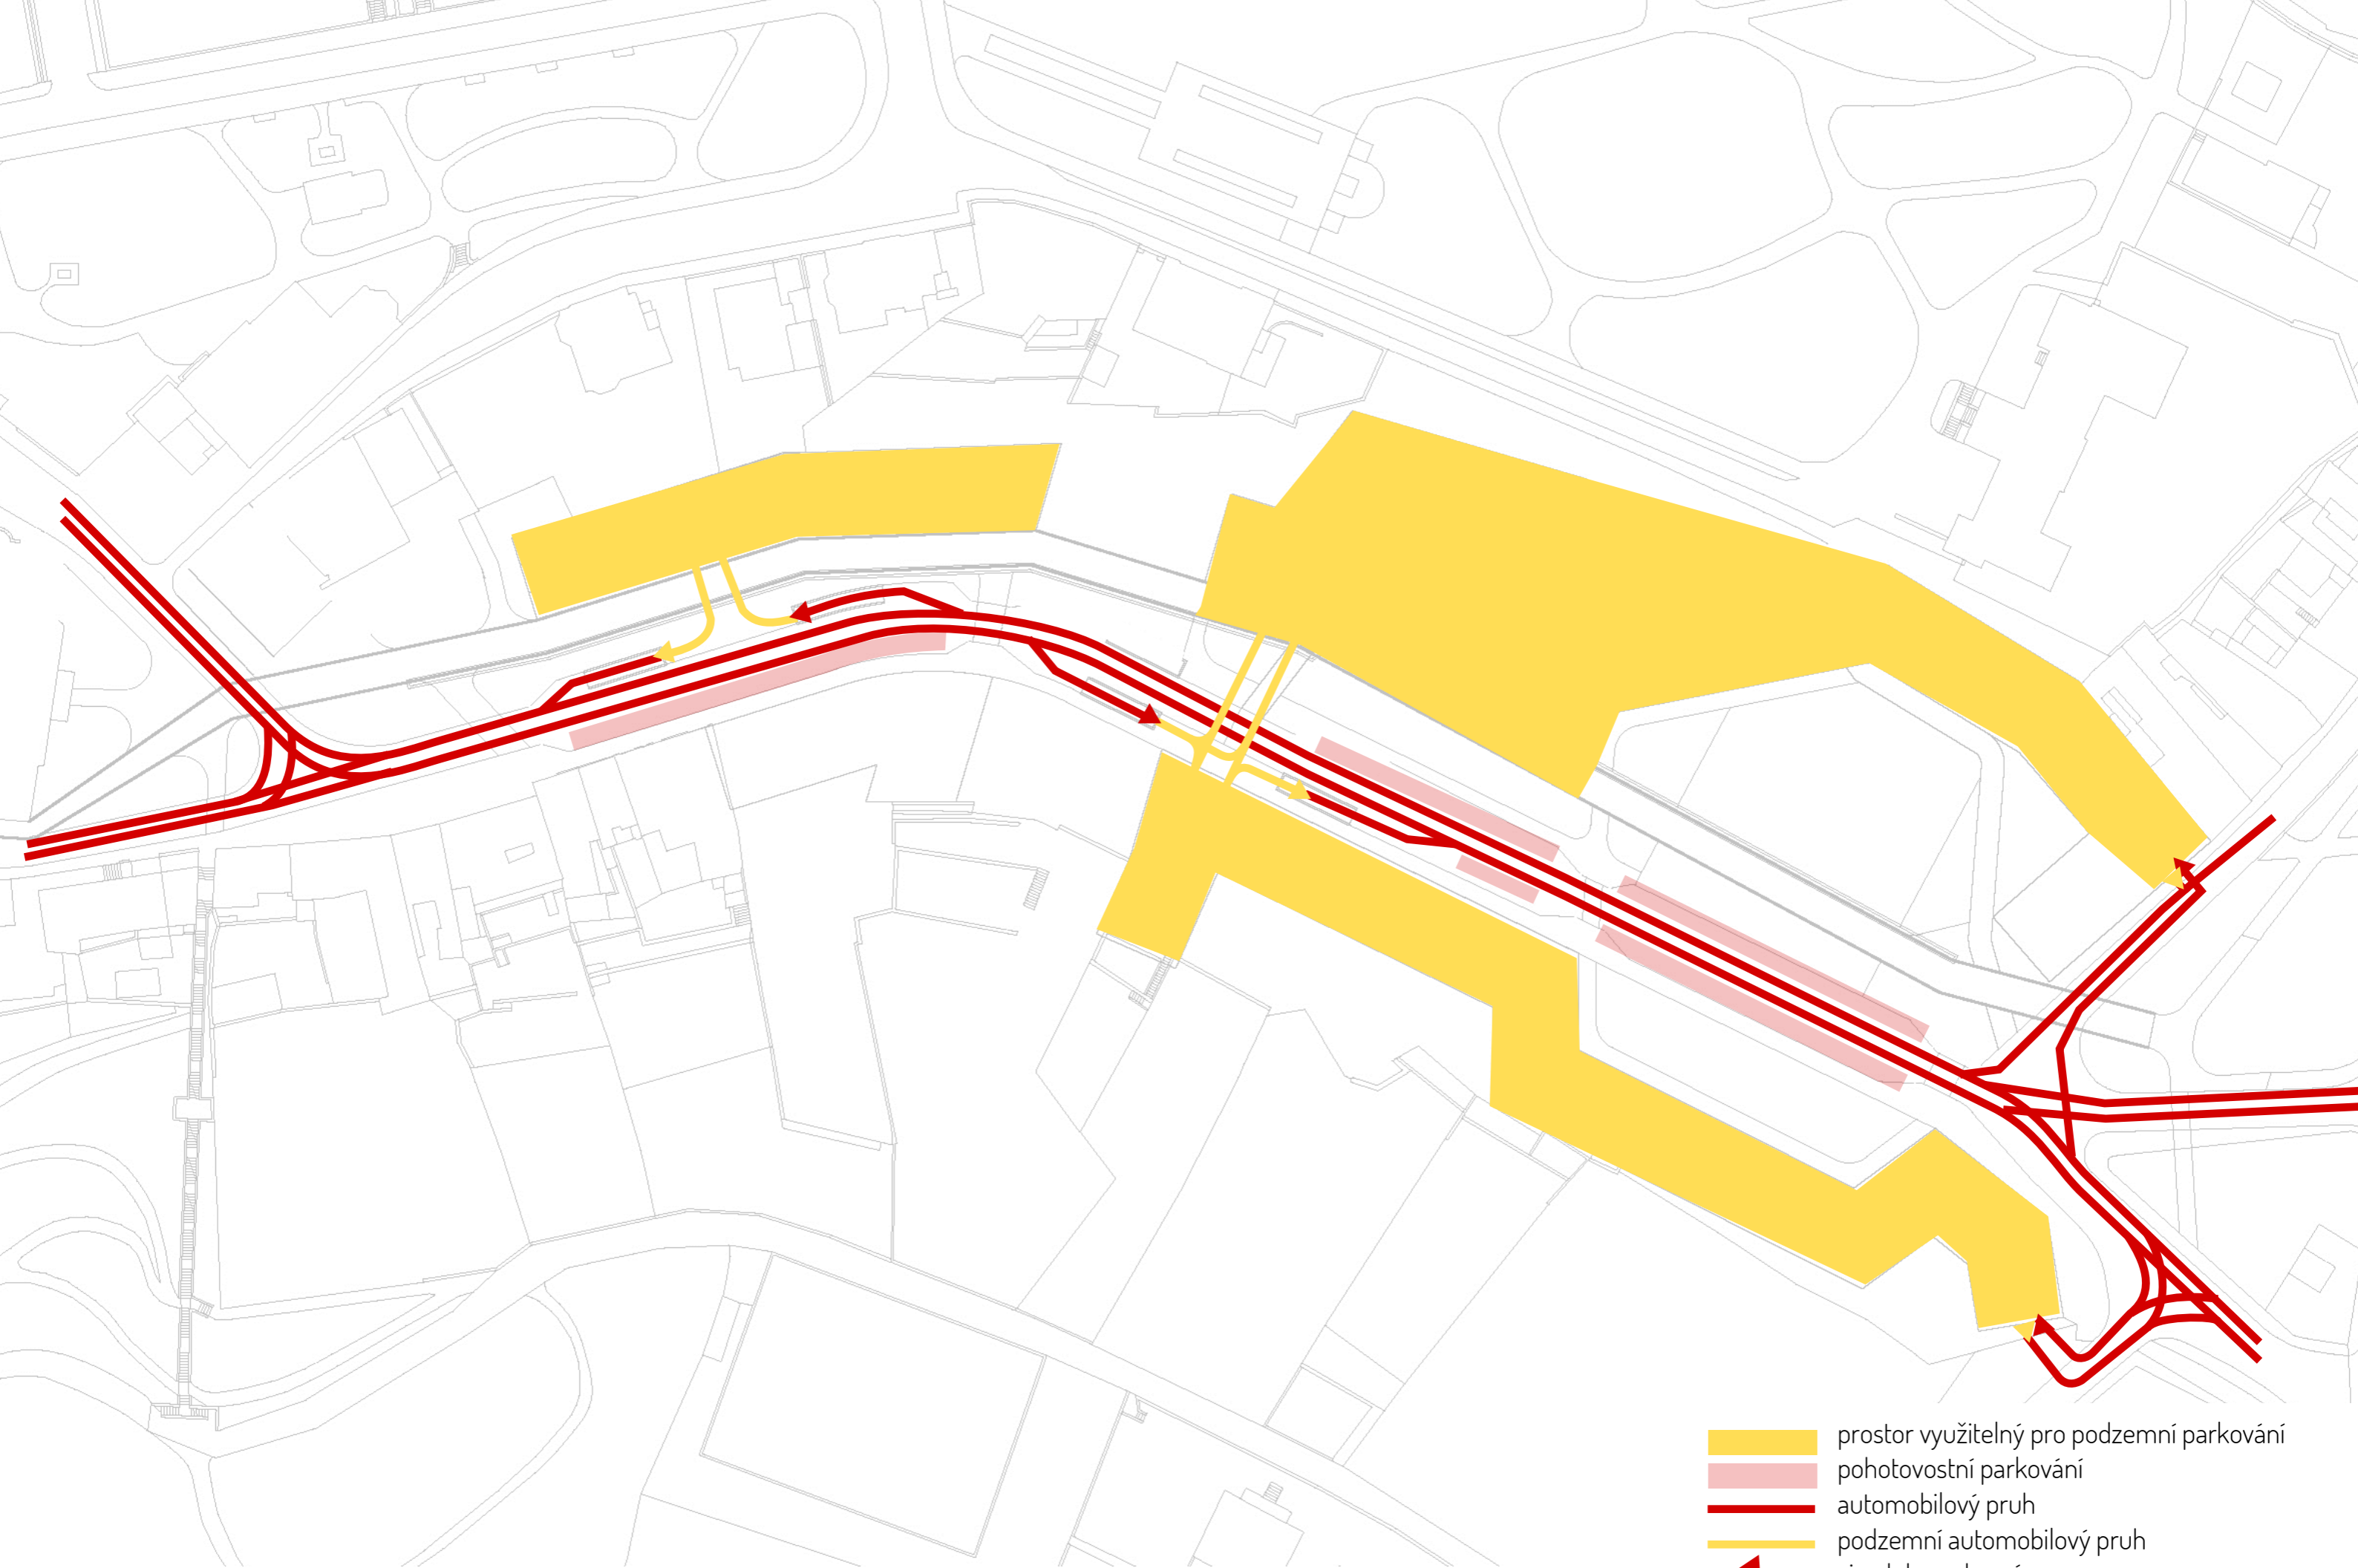 prostor využitelný pro podzemní parkování
pohotovostní parkování
automobilový pruh
podzemní automobilový pruh